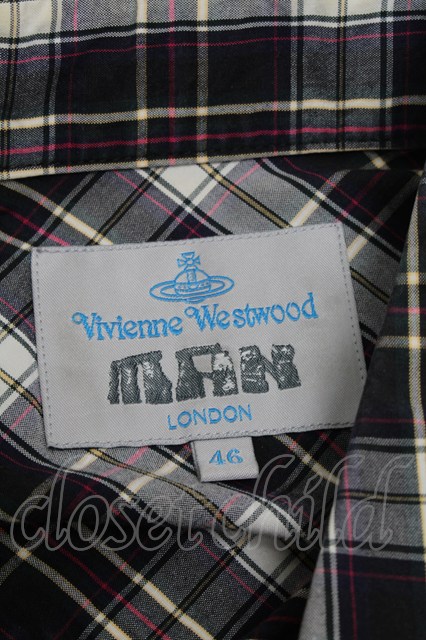 Vivienne Westwood
MAN
LONDON
46
closet child